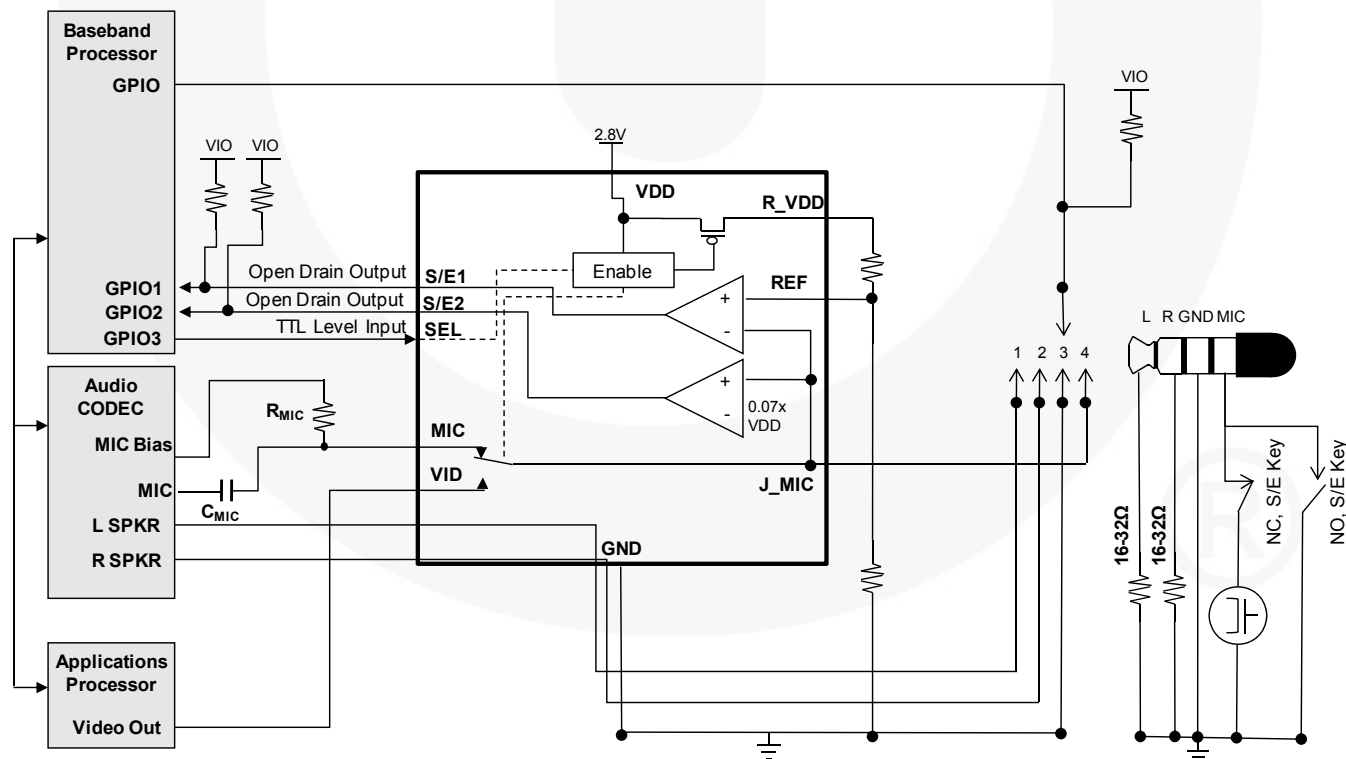 Baseband
Processor
GPIO
VIO
VIO
VIO
2.8V
VDD
R_VDD
Enable
Open Drain Output
S/E1
REF
GPIO1
+
-
Open Drain Output
S/E2
GPIO2
TTL Level Input
SEL
GPIO3
L R GND MIC
1 2 3 4
+
-
0.07x
VDD
Audio
CODEC
RMIC
MIC Bias
MIC
VID
J_MIC
MIC
CMIC
L SPKR
R SPKR
GND
16-32Ω
16-32Ω
NC, S/E Key
NO, S/E Key
R
Applications
Processor
Video Out